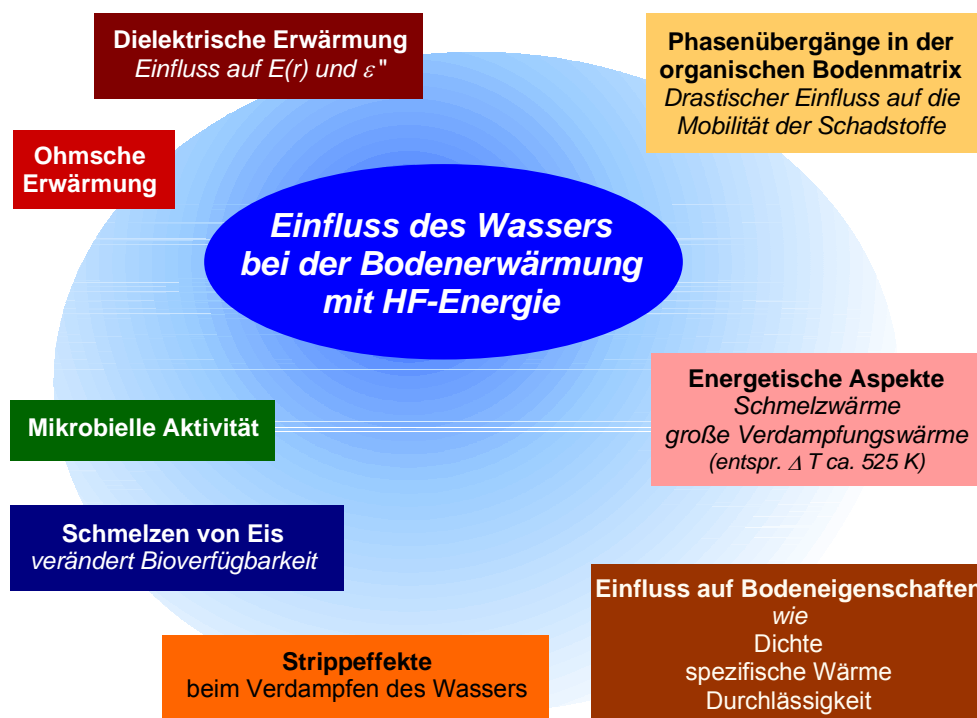 Dielektrische Erwärmung
Einfluss auf E(r) und ε"
Phasenübergänge in der
organischen Bodenmatrix
Drastischer Einfluss auf die
Mobilität der Schadstoffe
Ohmsche
Erwärmung
Einfluss des Wassers
bei der Bodenerwärmung
mit HF-Energie
Energetische Aspekte
Schmelzwärme
große Verdampfungswärme
(entspr. Δ T ca. 525 K)
Mikrobielle Aktivität
Schmelzen von Eis
verändert Bioverfügbarkeit
Einfluss auf Bodeneigenschaften
wie
Dichte
spezifische Wärme
Durchlässigkeit
Strippeffekte
beim Verdampfen des Wassers